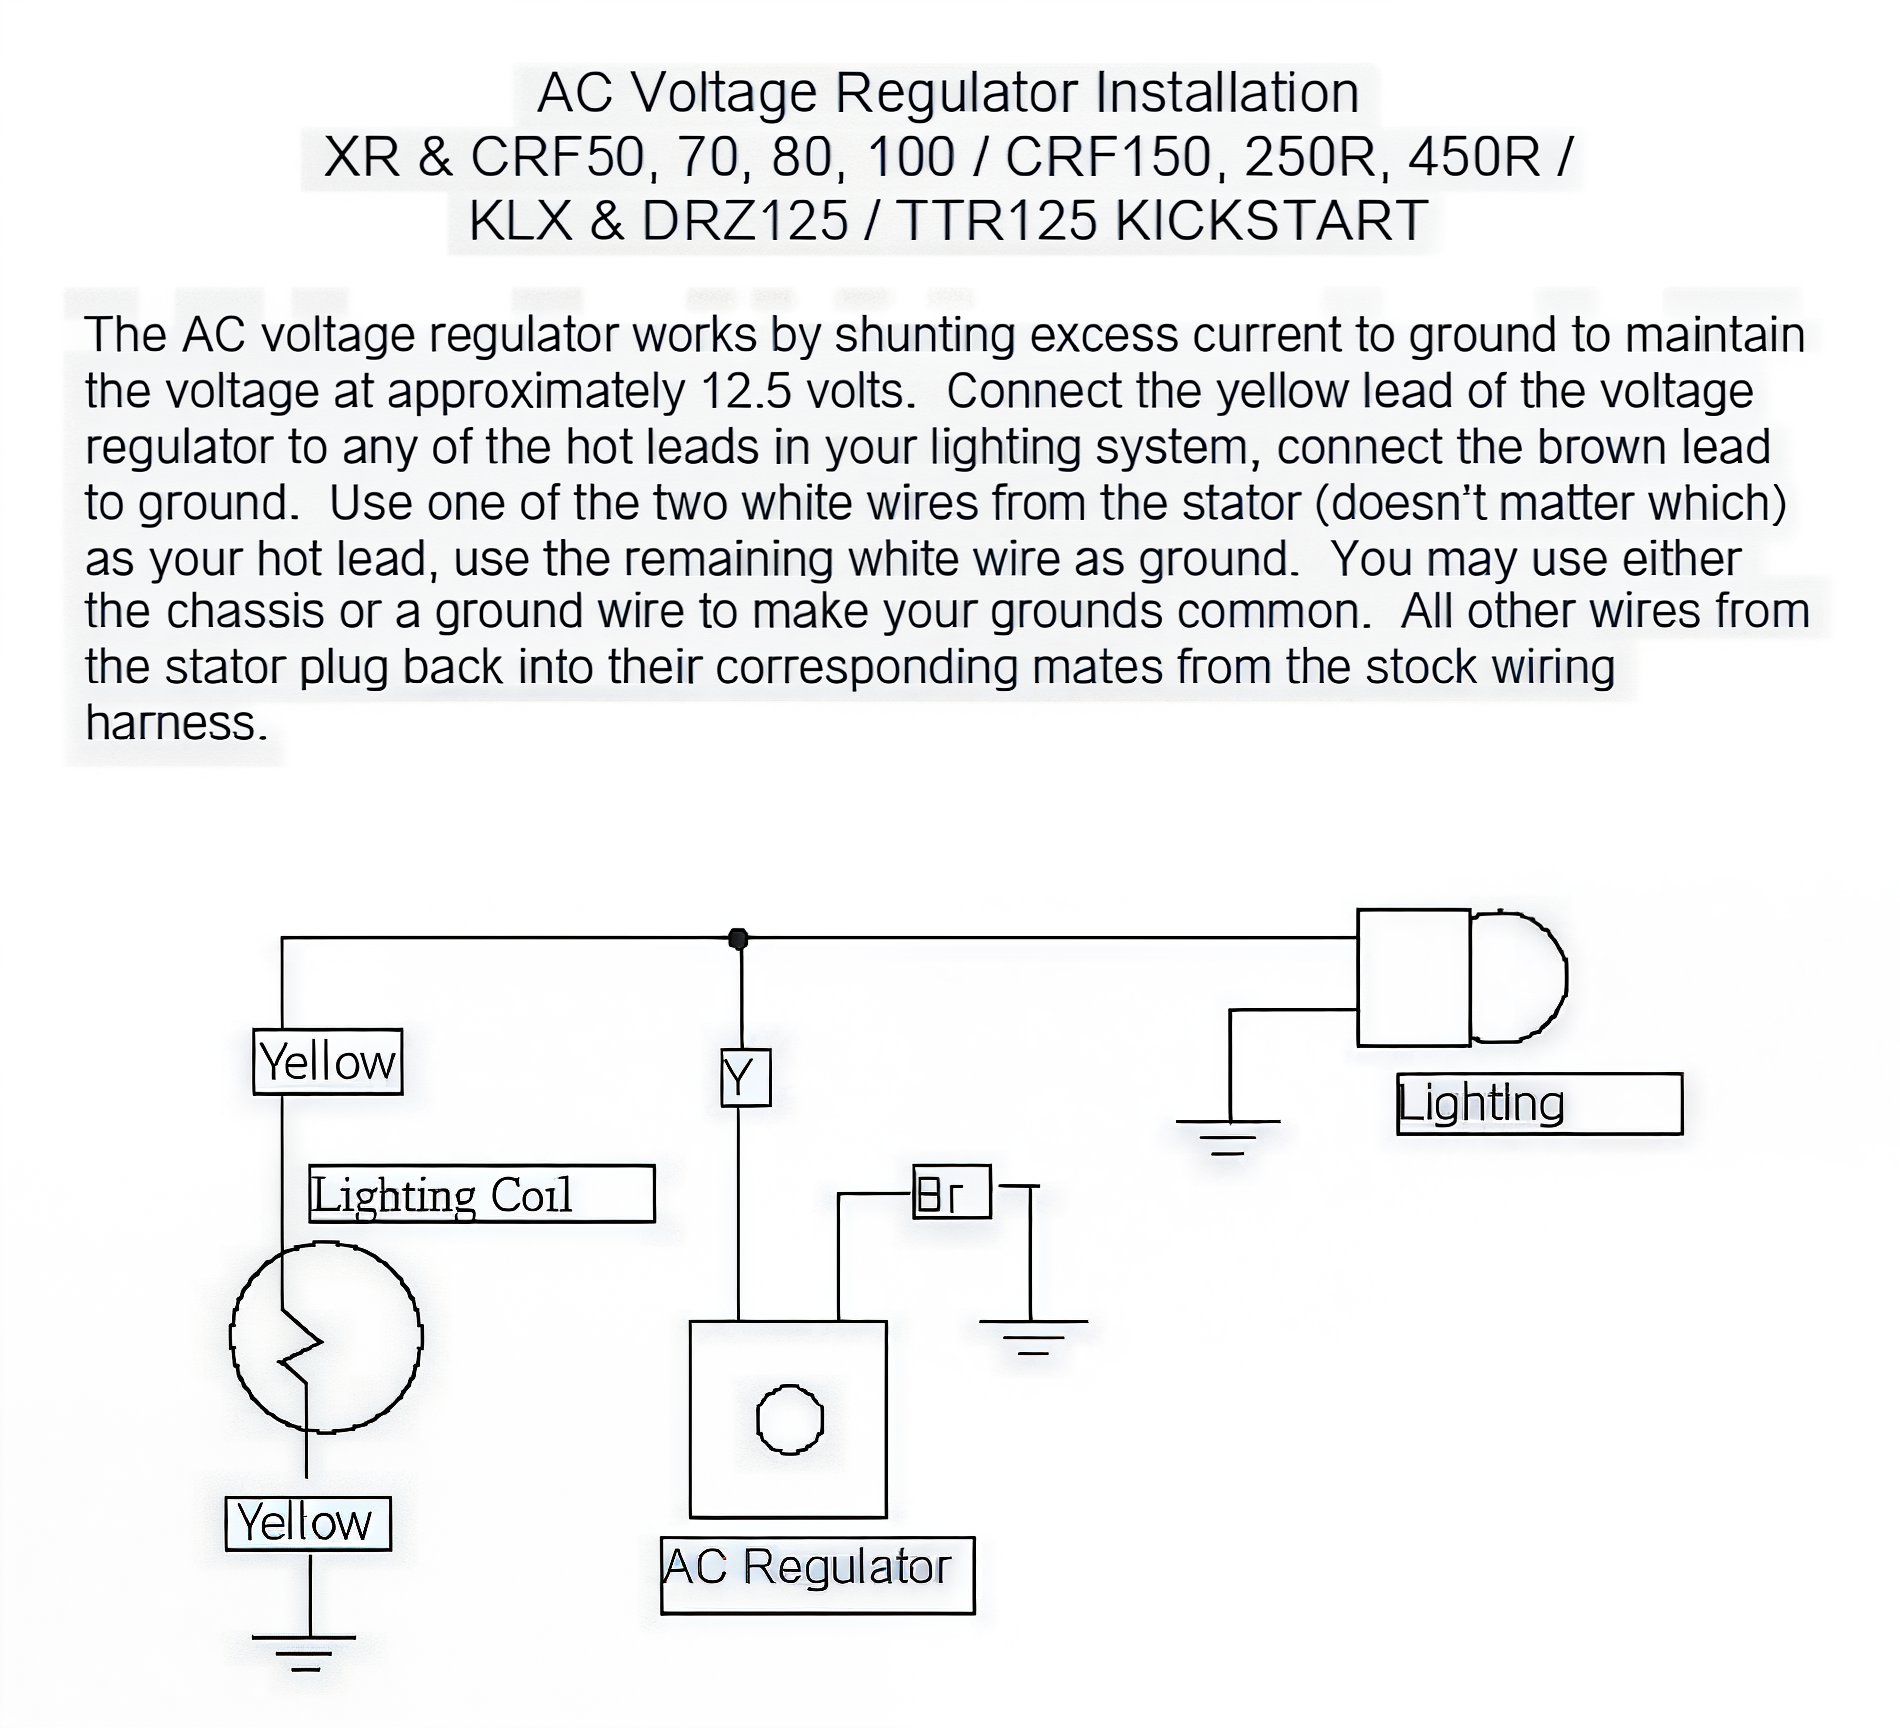 AC Voltage Regulator Installation
XR & CRF50, 70, 80, 100 / CRF150, 250R, 450R /
KLX & DRZ125 / TTR125 KICKSTART
The AC voltage regulator works by shunting excess current to ground to maintain
the voltage at approximately 12.5 volts.  Connect the yellow lead of the voltage
regulator to any of the hot leads in your lighting system, connect the brown lead
to ground.  Use one of the two white wires from the stator (doesn't matter which)
as your hot lead, use the remaining white wire as ground.  You may use either
the chassis or a ground wire to make your grounds common.  All other wires from
the stator plug back into their corresponding mates from the stock wiring
harness.
Yellow
Y
Lighting
Lighting Coil
Br
Yellow
AC Regulator